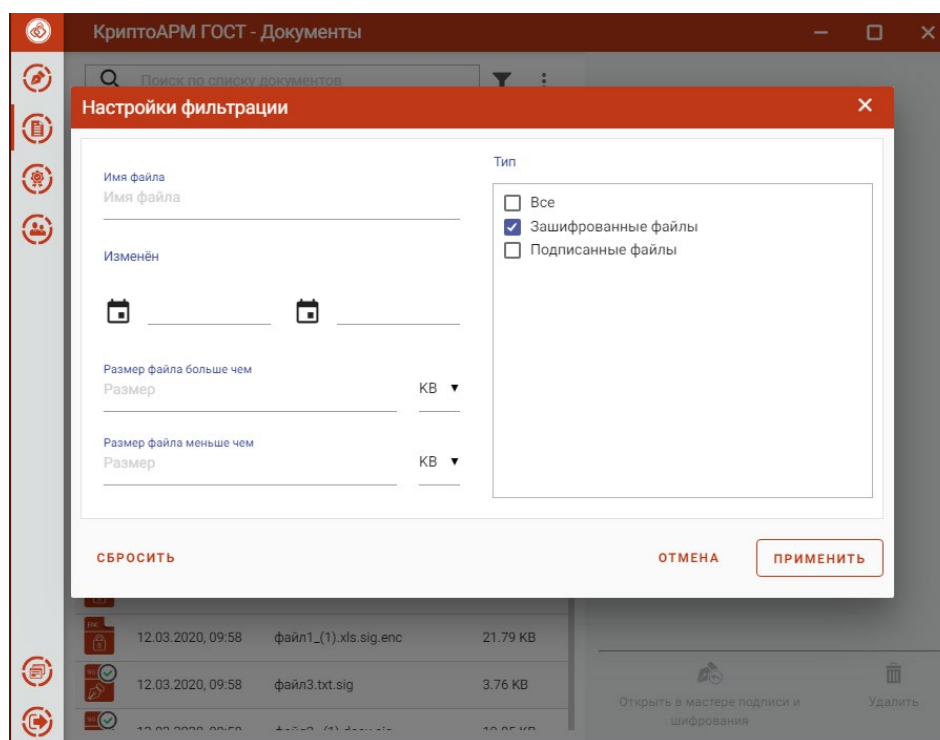 КриптоАРМ ГОСТ - Документы
Поиск по списку документов
Настройки фильтрации
Имя файла
Имя файла
Изменён
Размер файла больше чем
Размер KB
Размер файла меньше чем
Размер KB
Тип
Все
Зашифрованные файлы
Подписанные файлы
СБРОСИТЬ ОТМЕНА ПРИМЕНИТЬ
ENC 12.03.2020, 09:58 файл1_(1).xls.sig.enc 21.79 KB
SIG 12.03.2020, 09:58 файл3.txt.sig 3.76 KB
Открыть в мастере подписи и
шифрования
Удалить